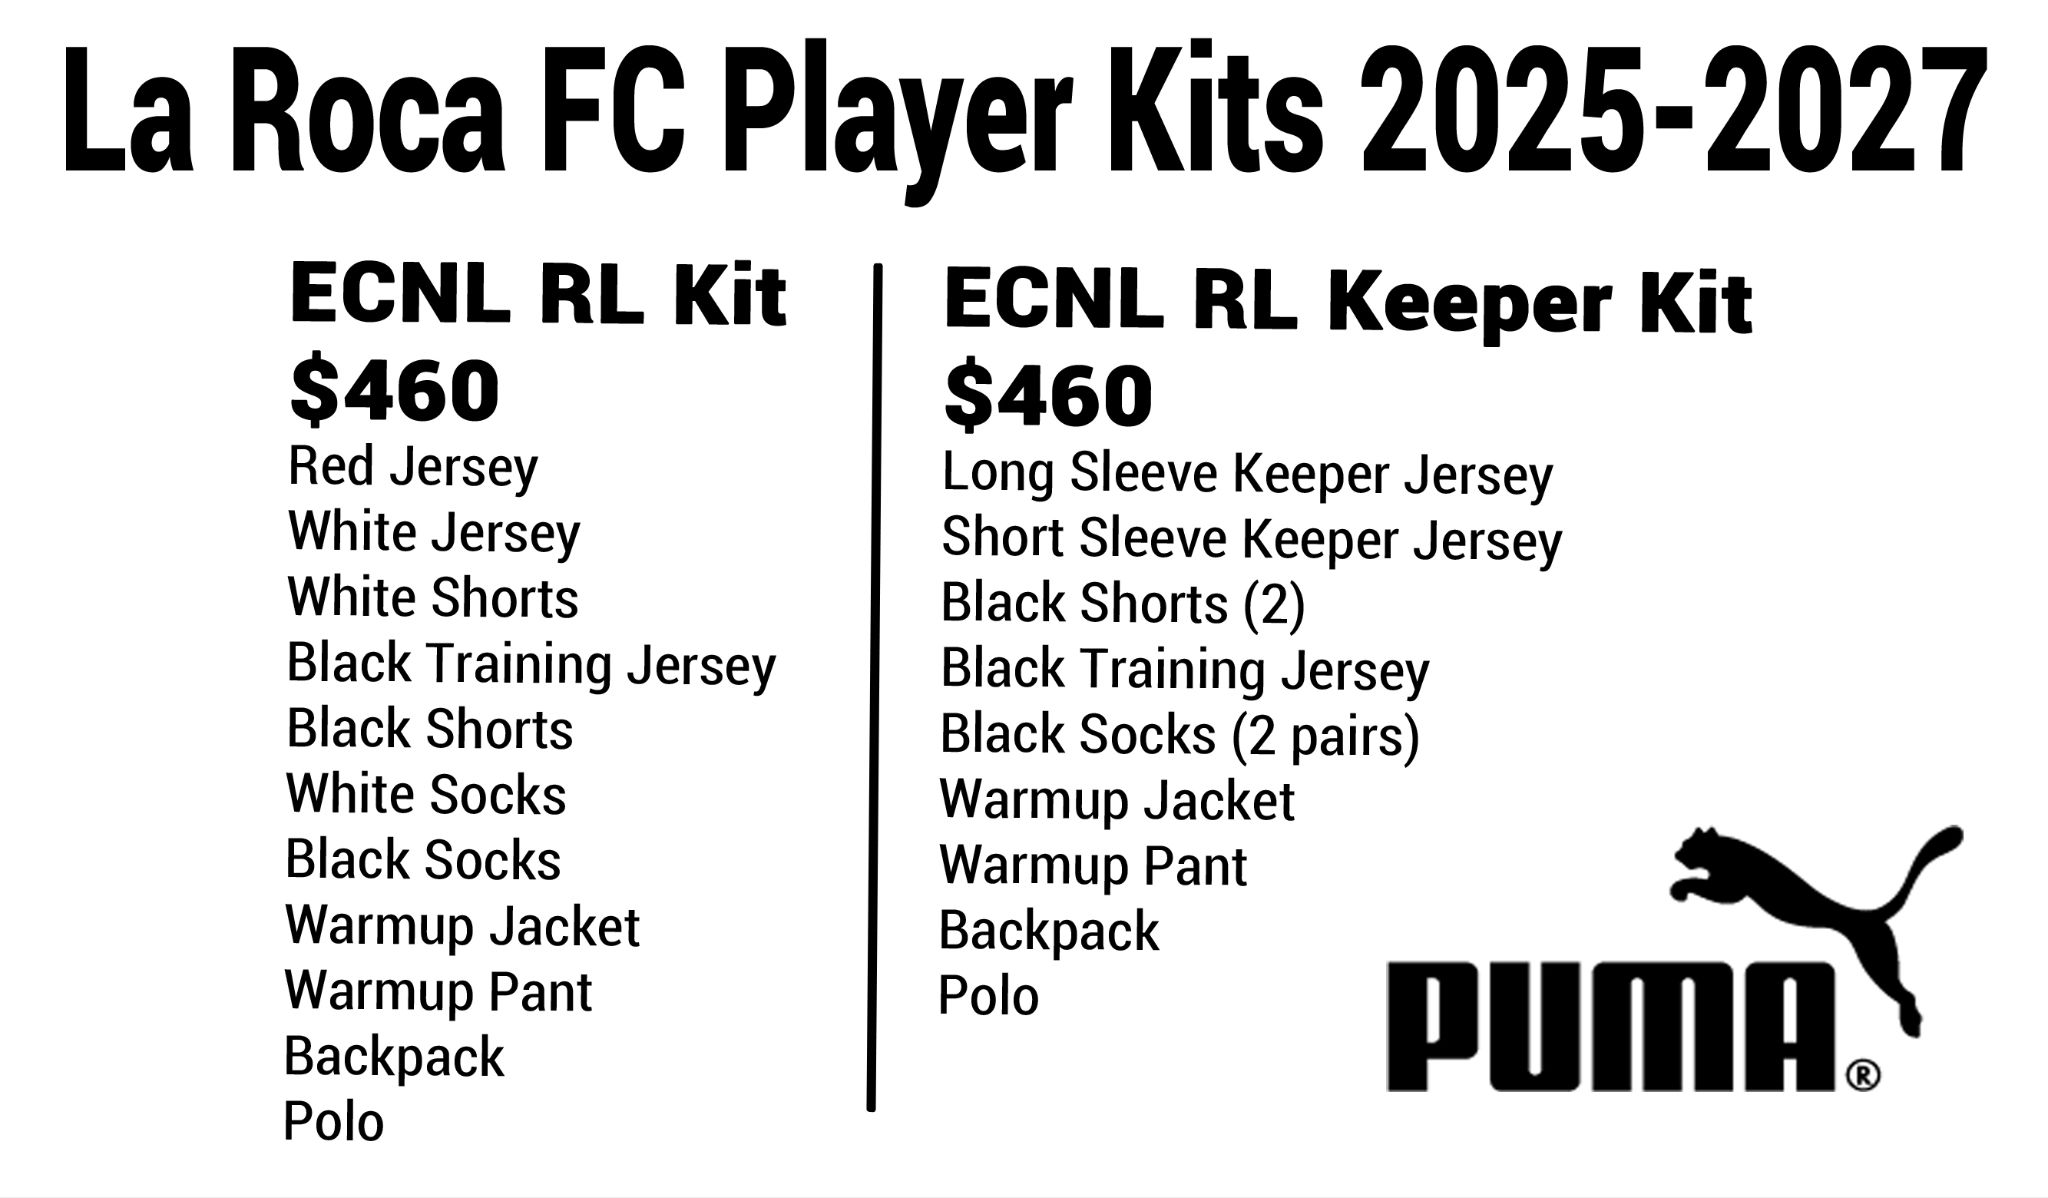 La Roca FC Player Kits 2025-2027
ECNL RL Kit
$460
Red Jersey
White Jersey
White Shorts
Black Training Jersey
Black Shorts
White Socks
Black Socks
Warmup Jacket
Warmup Pant
Backpack
Polo
ECNL RL Keeper Kit
$460
Long Sleeve Keeper Jersey
Short Sleeve Keeper Jersey
Black Shorts (2)
Black Training Jersey
Black Socks (2 pairs)
Warmup Jacket
Warmup Pant
Backpack
Polo
PUMA®